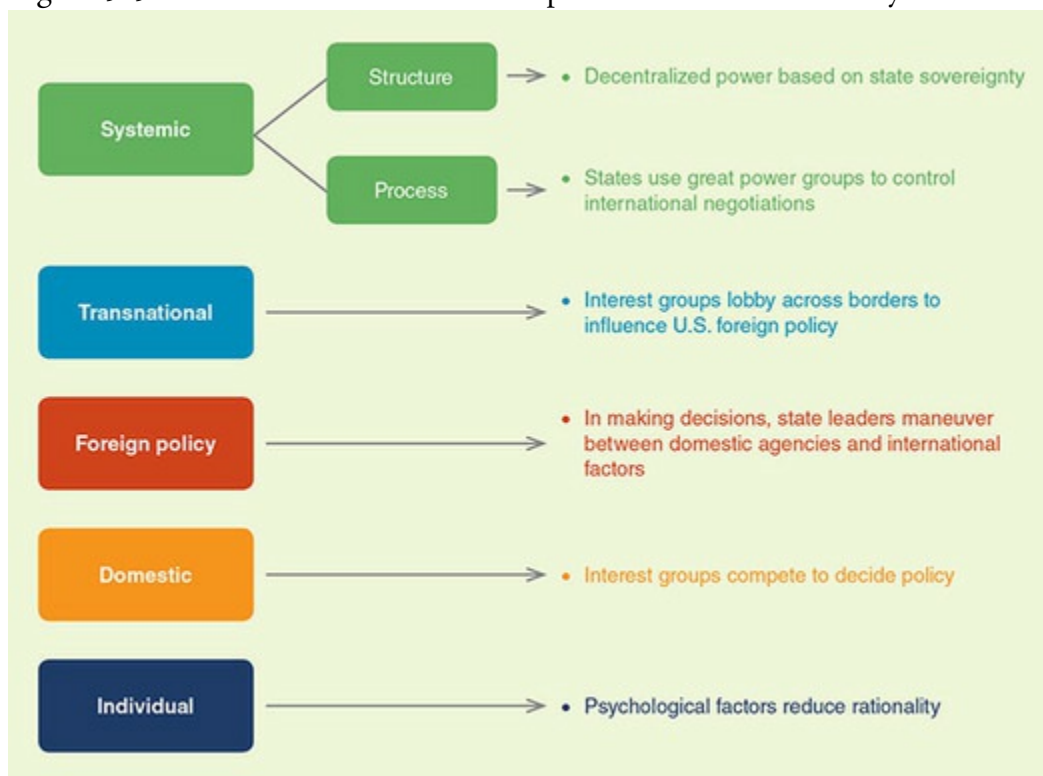 Systemic
Structure
• Decentralized power based on state sovereignty
Process
• States use great power groups to control
international negotiations
Transnational
• Interest groups lobby across borders to
influence U.S. foreign policy
Foreign policy
• In making decisions, state leaders maneuver
between domestic agencies and international
factors
Domestic
• Interest groups compete to decide policy
Individual
• Psychological factors reduce rationality